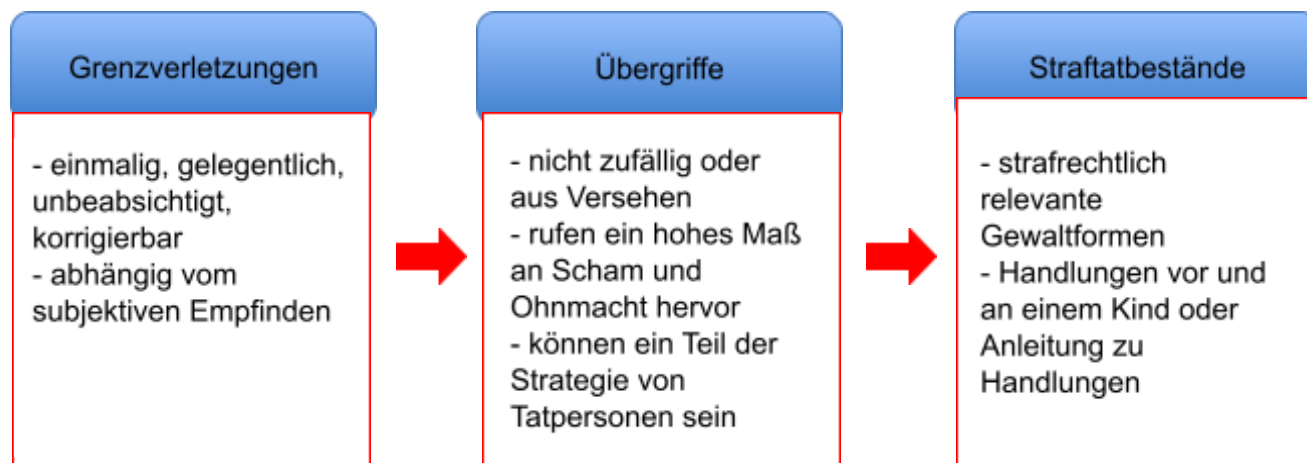 Grenzverletzungen
- einmalig, gelegentlich,
unbeabsichtigt,
korrigierbar
- abhängig vom
subjektiven Empfinden
Übergriffe
- nicht zufällig oder
aus Versehen
- rufen ein hohes Maß
an Scham und
Ohnmacht hervor
- können ein Teil der
Strategie von
Tatpersonen sein
Straftatbestände
- strafrechtlich
relevante
Gewaltformen
- Handlungen vor und
an einem Kind oder
Anleitung zu
Handlungen